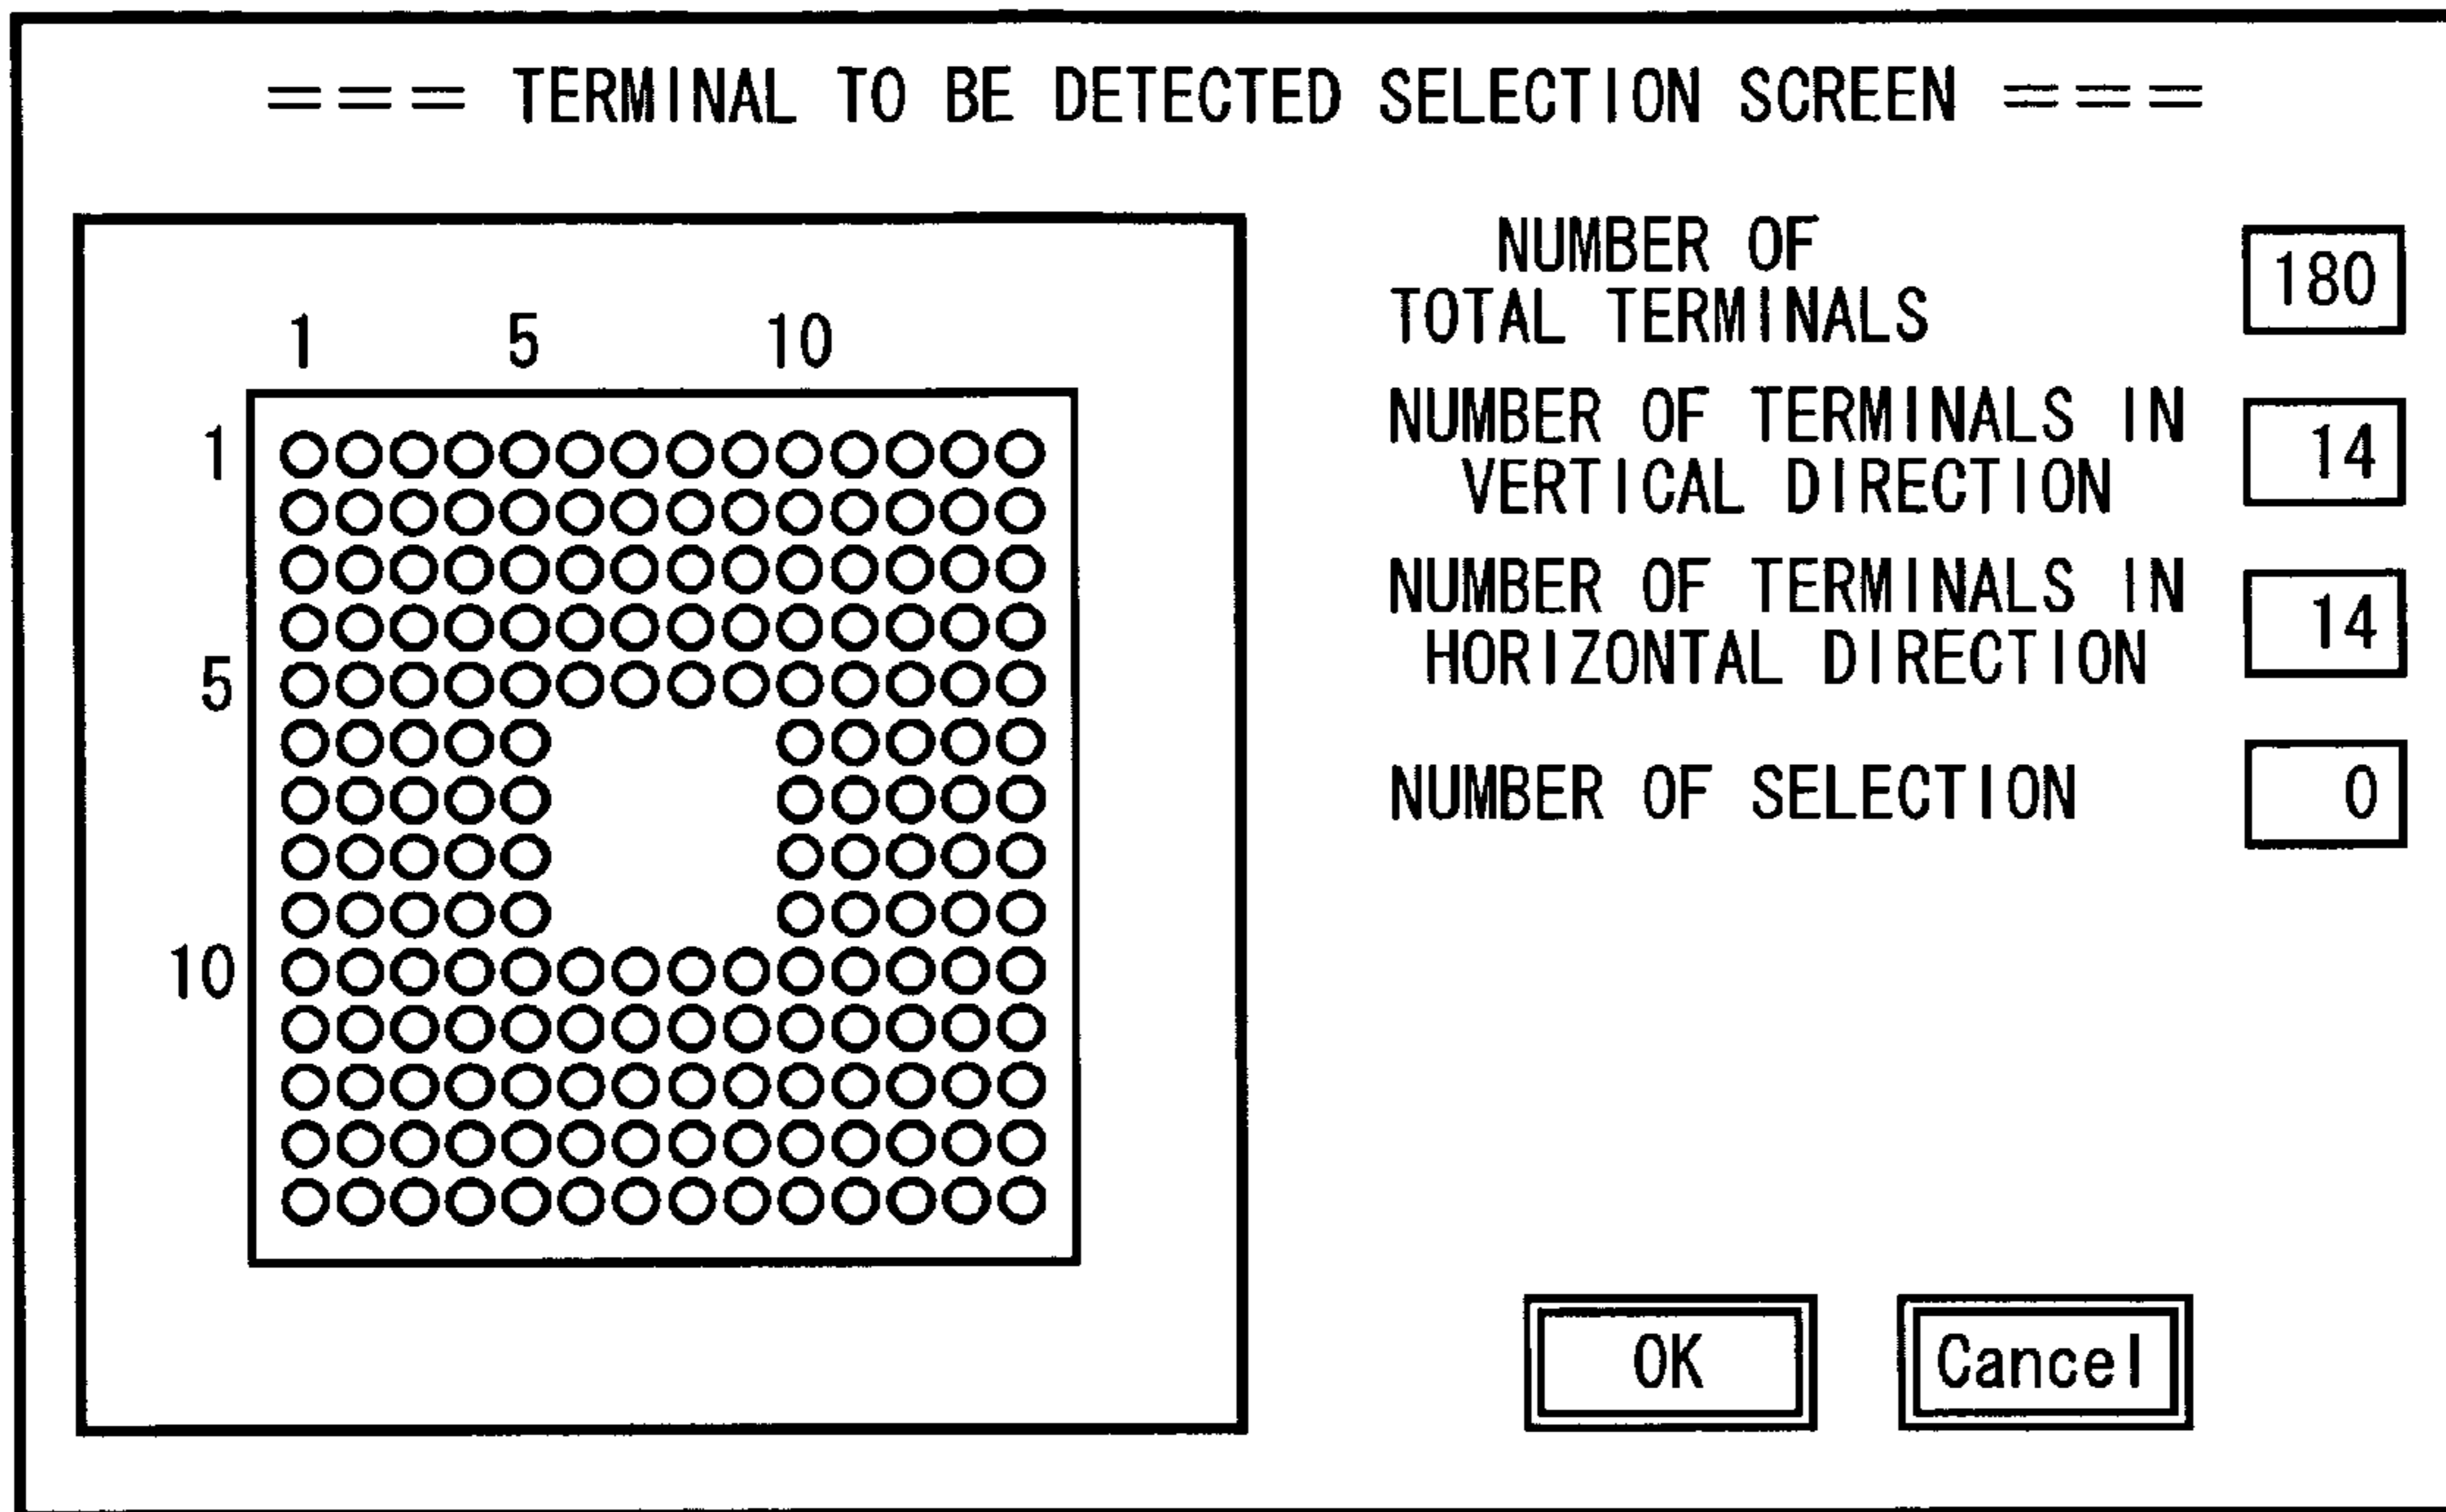 === TERMINAL TO BE DETECTED SELECTION SCREEN ===
1 5 10
1
5
10
NUMBER OF
TOTAL TERMINALS
180
NUMBER OF TERMINALS IN
VERTICAL DIRECTION
14
NUMBER OF TERMINALS IN
HORIZONTAL DIRECTION
14
NUMBER OF SELECTION
0
OK
Cancel